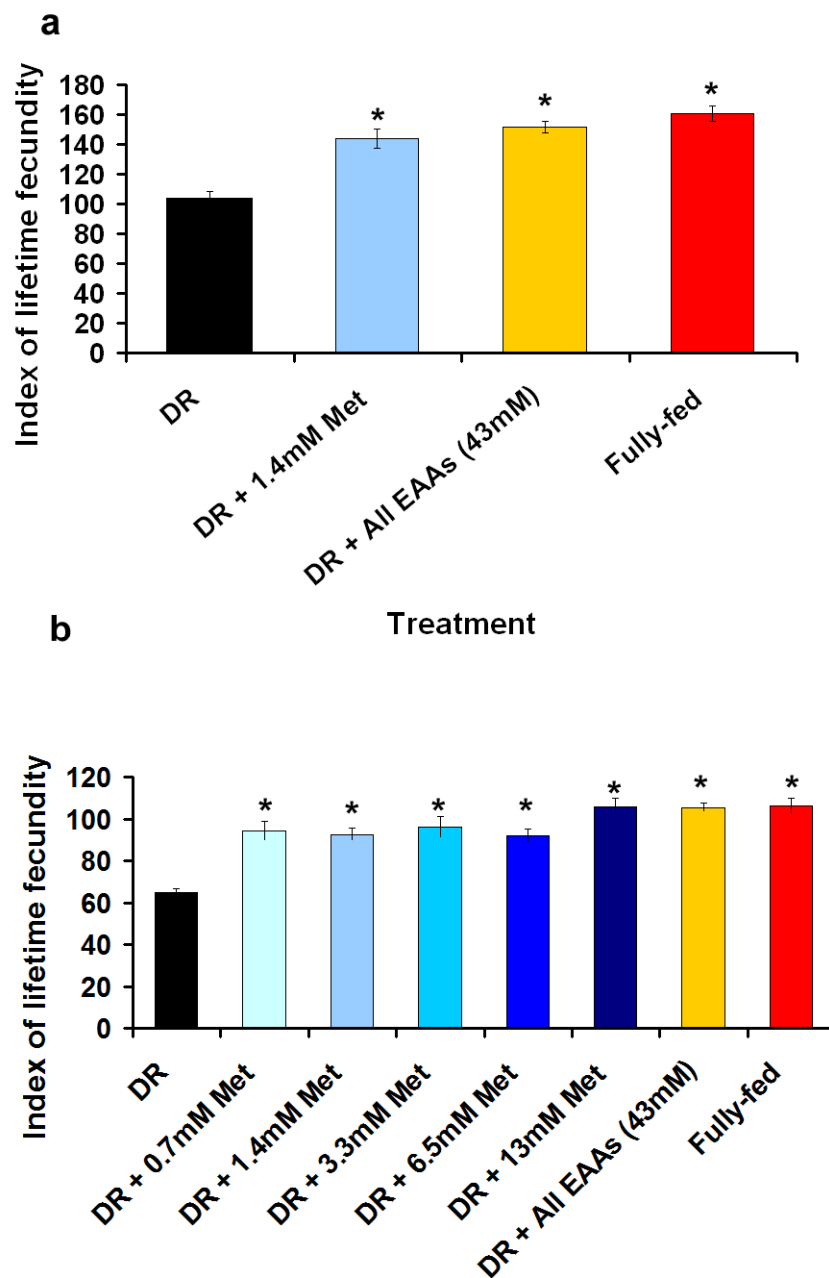 a
Index of lifetime fecundity
180
160
140
120
100
80
60
40
20
0
*
*
*
DR
DR + 1.4mM Met
DR + All EAAs (43mM)
Fully-fed
Treatment
b
Index of lifetime fecundity
120
100
80
60
40
20
0
*
*
*
*
*
*
*
DR
DR + 0.7mM Met
DR + 1.4mM Met
DR + 3.3mM Met
DR + 6.5mM Met
DR + 13mM Met
DR + All EAAs (43mM)
Fully-fed